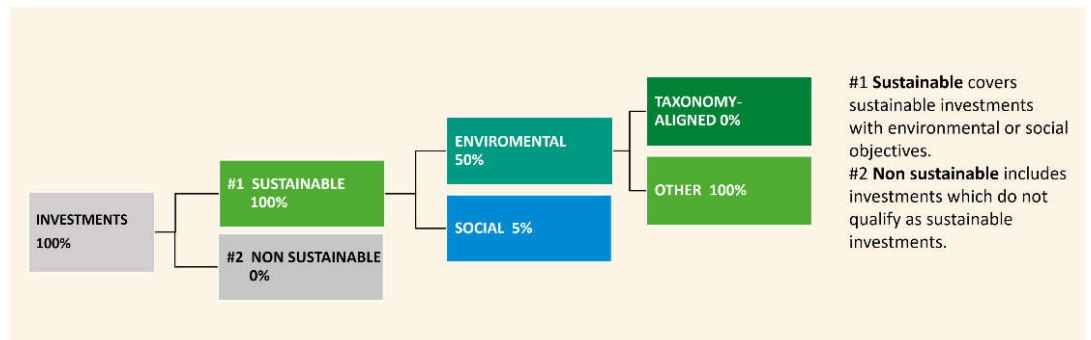 INVESTMENTS
100%
#1 SUSTAINABLE
100%
#2 NON SUSTAINABLE
0%
ENVIROMENTAL
50%
SOCIAL 5%
TAXONOMY-
ALIGNED 0%
OTHER 100%
#1 Sustainable covers
sustainable investments
with environmental or social
objectives.
#2 Non sustainable includes
investments which do not
qualify as sustainable
investments.